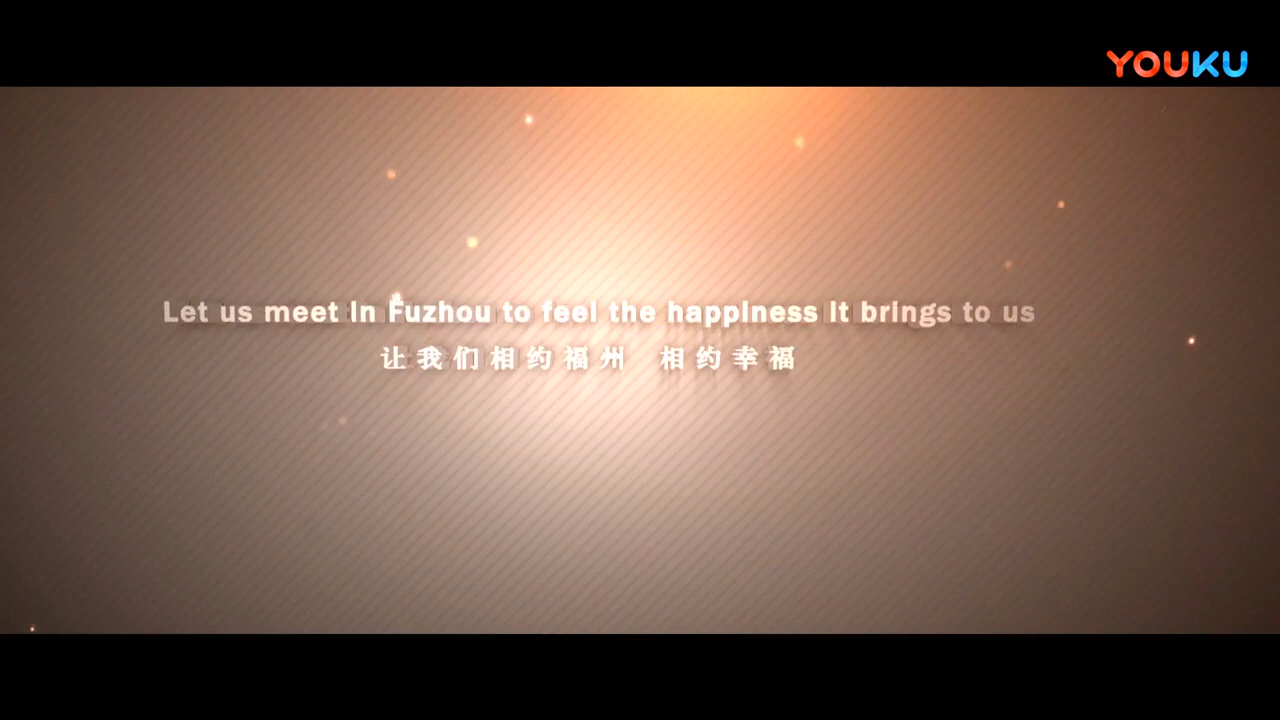 YOUKU
Let us meet in Fuzhou to feel the happiness it brings to us
让我们相约福州 相约幸福